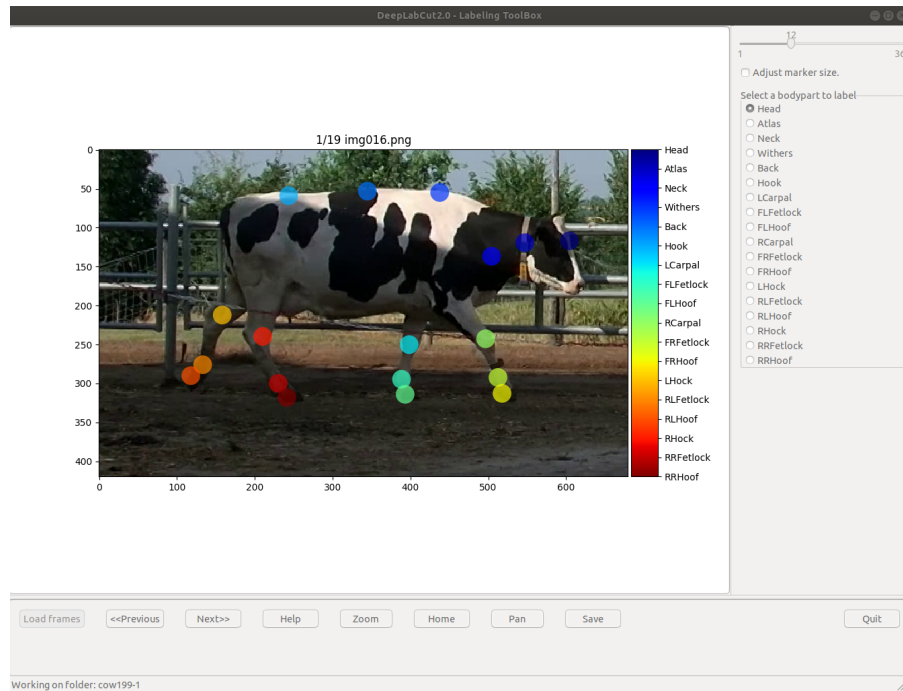 DeepLabCut2.0 - Labeling ToolBox
12
1
Adjust marker size.
Select a bodypart to label
Head
Atlas
Neck
Withers
Back
Hook
LCarpal
FLFetlock
FLHoof
RCarpal
FRFetlock
FRHoof
LHock
RLFetlock
RLHoof
RHock
RRFetlock
RRHoof
1/19 img016.png
0
50
100
150
200
250
300
350
400
0
100
200
300
400
500
600
Head
Atlas
Neck
Withers
Back
Hook
LCarpal
FLFetlock
FLHoof
RCarpal
FRFetlock
FRHoof
LHock
RLFetlock
RLHoof
RHock
RRFetlock
RRHoof
Load frames
<<Previous
Next>>
Help
Zoom
Home
Pan
Save
Quit
Working on folder: cow199-1